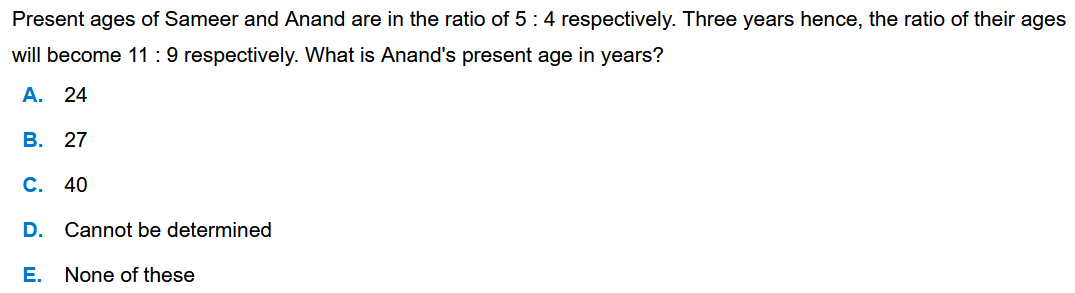 Present ages of Sameer and Anand are in the ratio of 5 : 4 respectively. Three years hence, the ratio of their ages
will become 11 : 9 respectively. What is Anand's present age in years?
A. 24
B. 27
C. 40
D. Cannot be determined
E. None of these